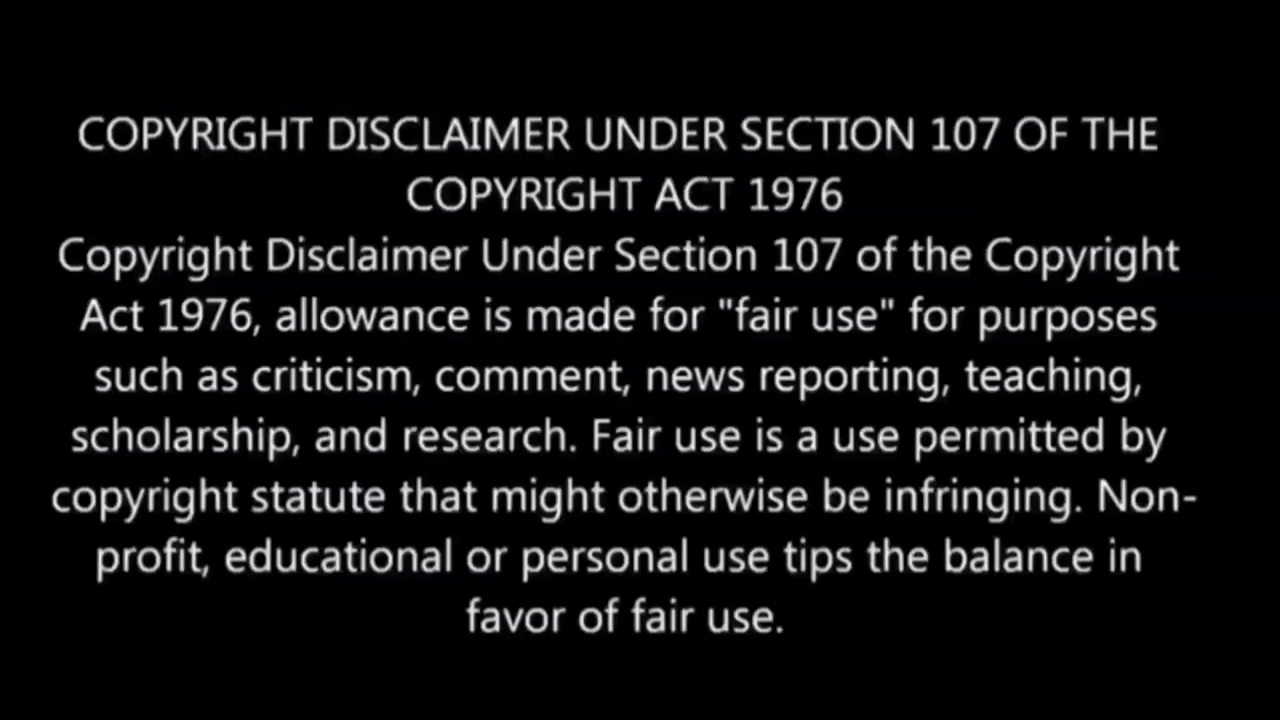 COPYRIGHT DISCLAIMER UNDER SECTION 107 OF THE
COPYRIGHT ACT 1976
Copyright Disclaimer Under Section 107 of the Copyright
Act 1976, allowance is made for "fair use" for purposes
such as criticism, comment, news reporting, teaching,
scholarship, and research. Fair use is a use permitted by
copyright statute that might otherwise be infringing. Non-
profit, educational or personal use tips the balance in
favor of fair use.